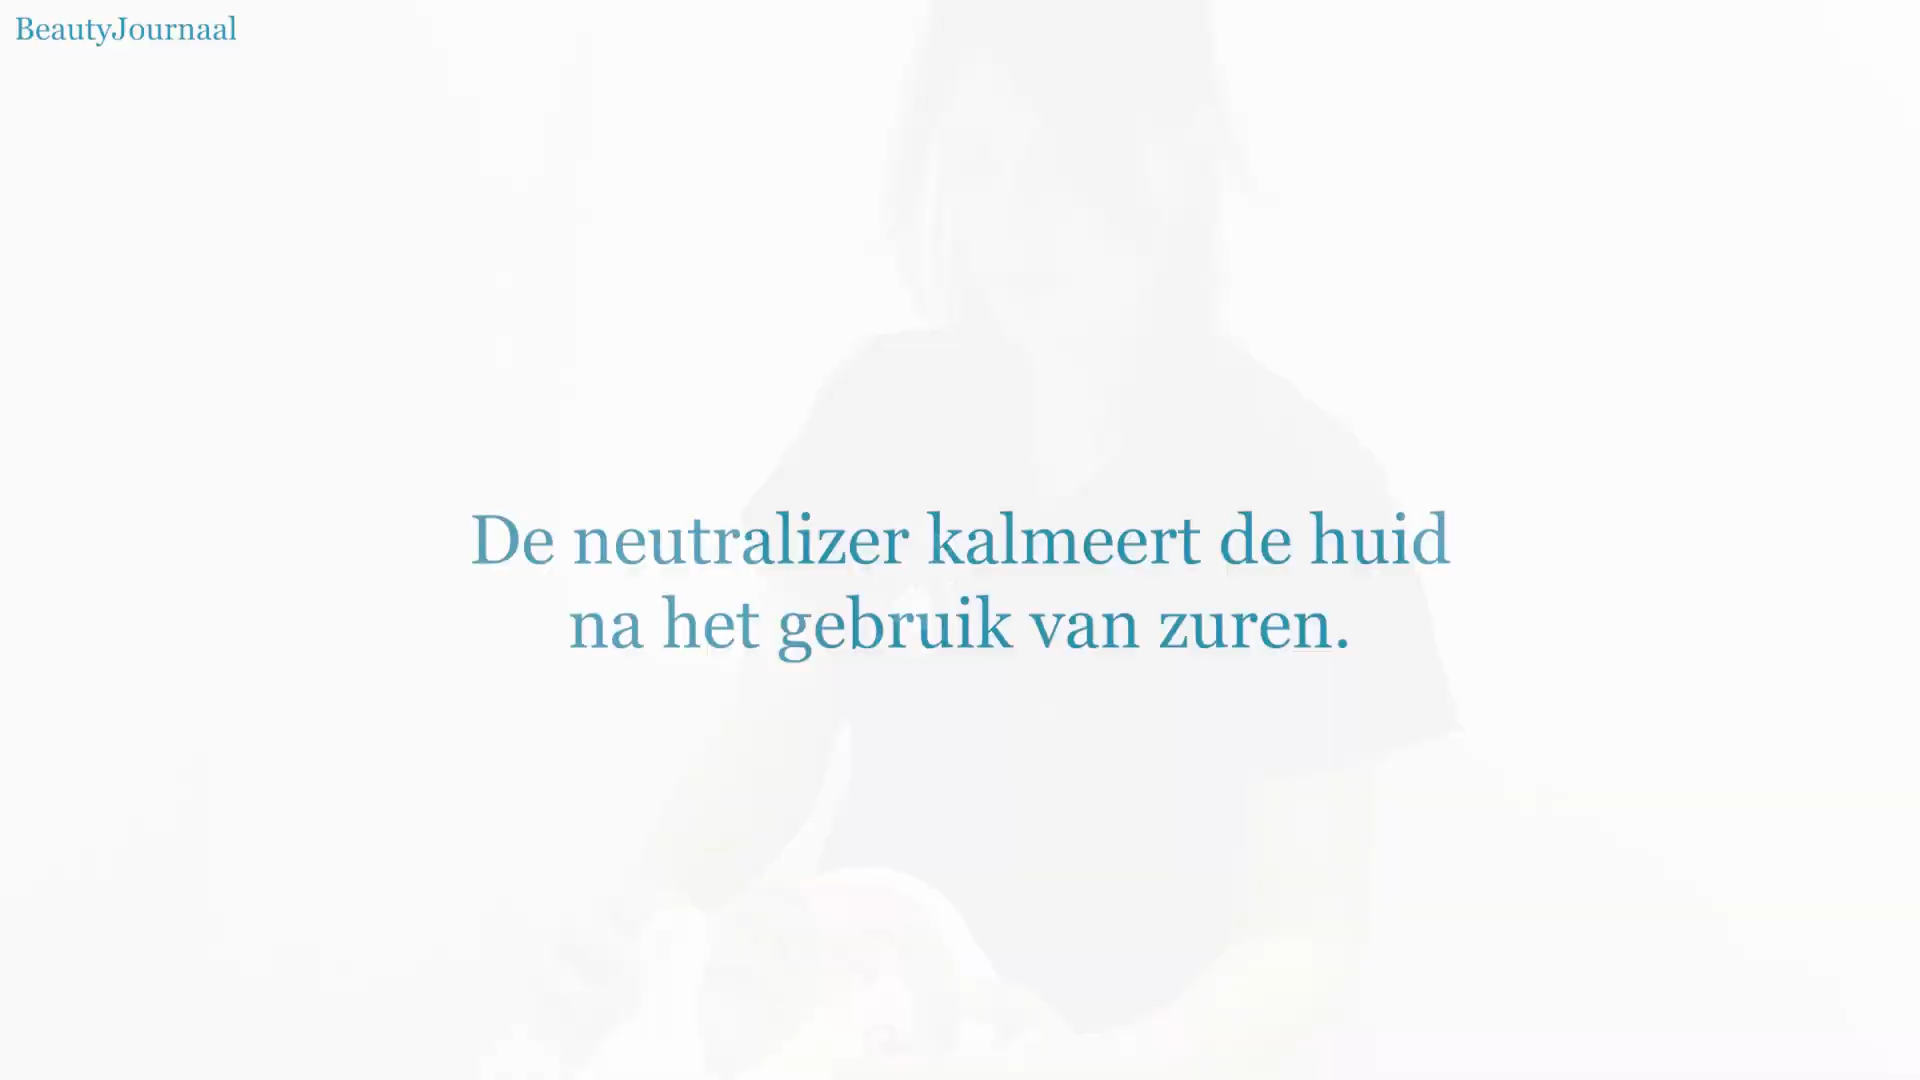 BeautyJournaal
De neutralizer kalmeert de huid
na het gebruik van zuren.